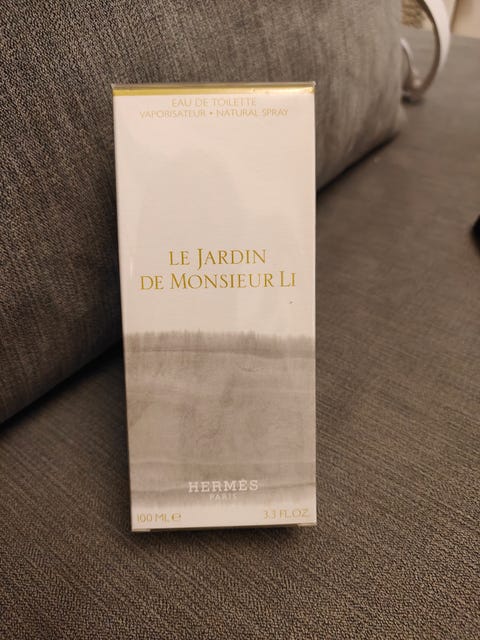 EAU DE TOILETTE
VAPORISATEUR • NATURAL SPRAY
LE JARDIN
DE MONSIEUR LI
HERMÈS
PARIS
100 ML ℮ 3.3 FL.OZ.